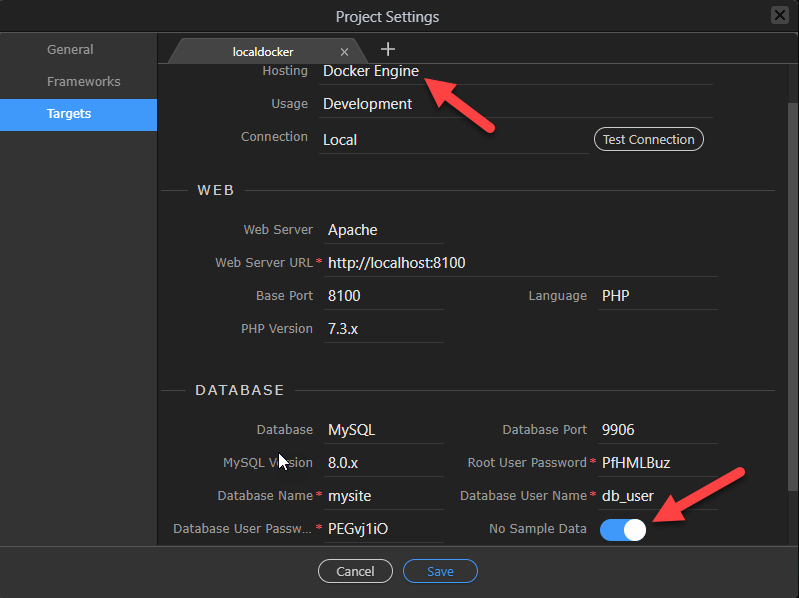 Project Settings
General
Frameworks
Targets
localdocker
Hosting Docker Engine
Usage Development
Connection Local Test Connection
WEB
Web Server Apache
Web Server URL * http://localhost:8100
Base Port 8100 Language PHP
PHP Version 7.3.x
DATABASE
Database MySQL Database Port 9906
MySQL Version 8.0.x Root User Password * PfHMLBuz
Database Name * mysite Database User Name * db_user
Database User Passw... * PEGvj1iO No Sample Data
Cancel Save